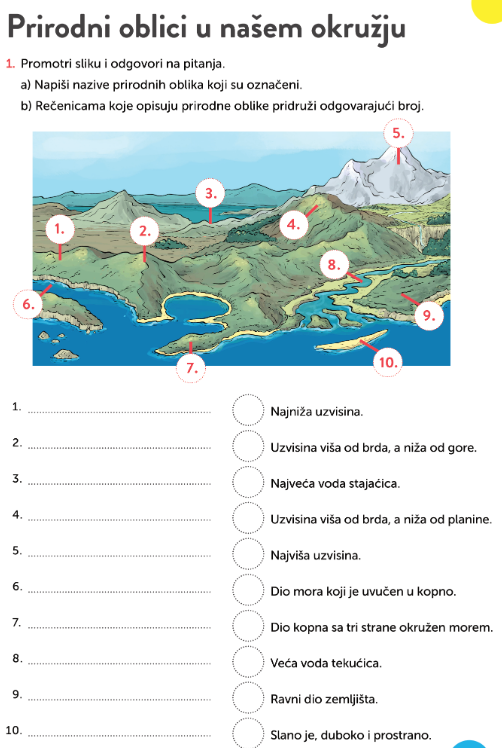 Prirodni oblici u našem okružju
1. Promotri sliku i odgovori na pitanja.
a) Napiši nazive prirodnih oblika koji su označeni.
b) Rečenicama koje opisuju prirodne oblike pridruži odgovarajući broj.
5.
3.
1.
2.
4.
8.
6.
9.
7.
10.
1. Najniža uzvisina.
2. Uzvisina viša od brda, a niža od gore.
3. Najveća voda stajaćica.
4. Uzvisina viša od brda, a niža od planine.
5. Najviša uzvisina.
6. Dio mora koji je uvučen u kopno.
7. Dio kopna sa tri strane okružen morem.
8. Veća voda tekućica.
9. Ravni dio zemljišta.
10. Slano je, duboko i prostrano.